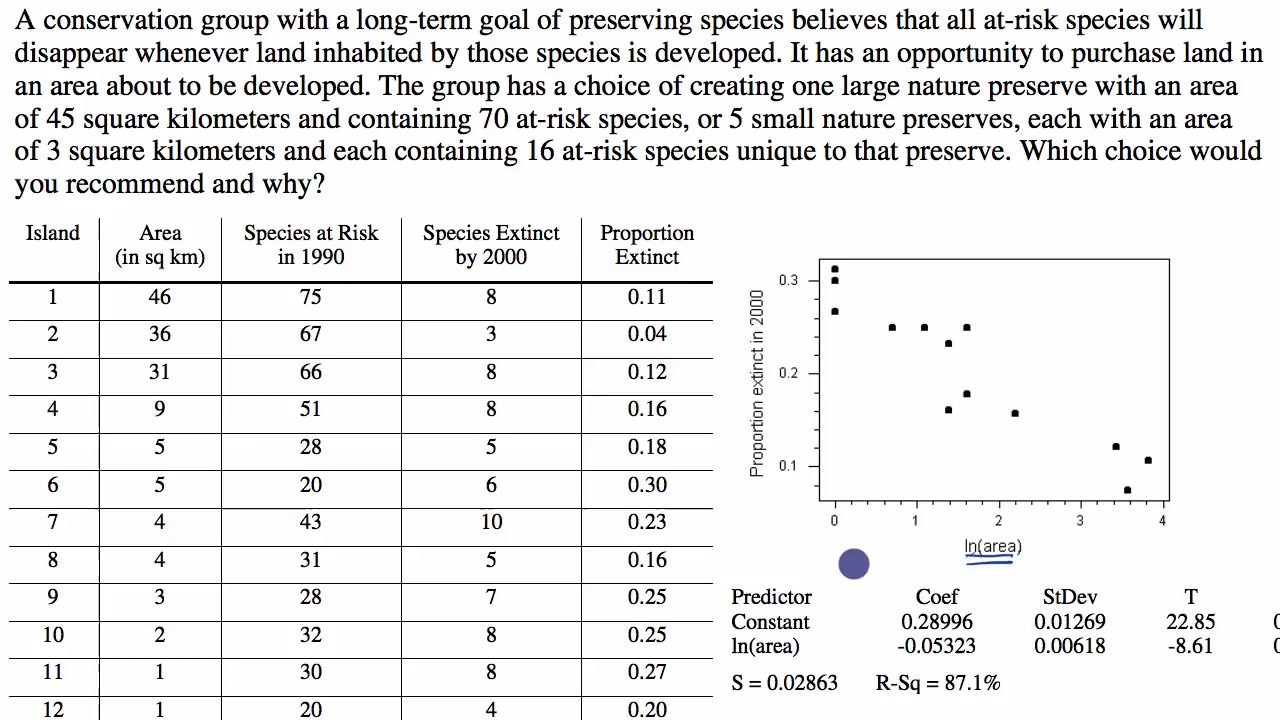 A conservation group with a long-term goal of preserving species believes that all at-risk species will
disappear whenever land inhabited by those species is developed. It has an opportunity to purchase land in
an area about to be developed. The group has a choice of creating one large nature preserve with an area
of 45 square kilometers and containing 70 at-risk species, or 5 small nature preserves, each with an area
of 3 square kilometers and each containing 16 at-risk species unique to that preserve. Which choice would
you recommend and why?
Island Area Species at Risk Species Extinct Proportion
(in sq km) in 1990 by 2000 Extinct
1 46 75 8 0.11
2 36 67 3 0.04
3 31 66 8 0.12
4 9 51 8 0.16
5 5 28 5 0.18
6 5 20 6 0.30
7 4 43 10 0.23
8 4 31 5 0.16
9 3 28 7 0.25
10 2 32 8 0.25
11 1 30 8 0.27
12 1 20 4 0.20
Proportion extinct in 2000
0.3
0.2
0.1
0 1 2 3 4
ln(area)
Predictor Coef StDev T
Constant 0.28996 0.01269 22.85
ln(area) -0.05323 0.00618 -8.61
S = 0.02863 R-Sq = 87.1%